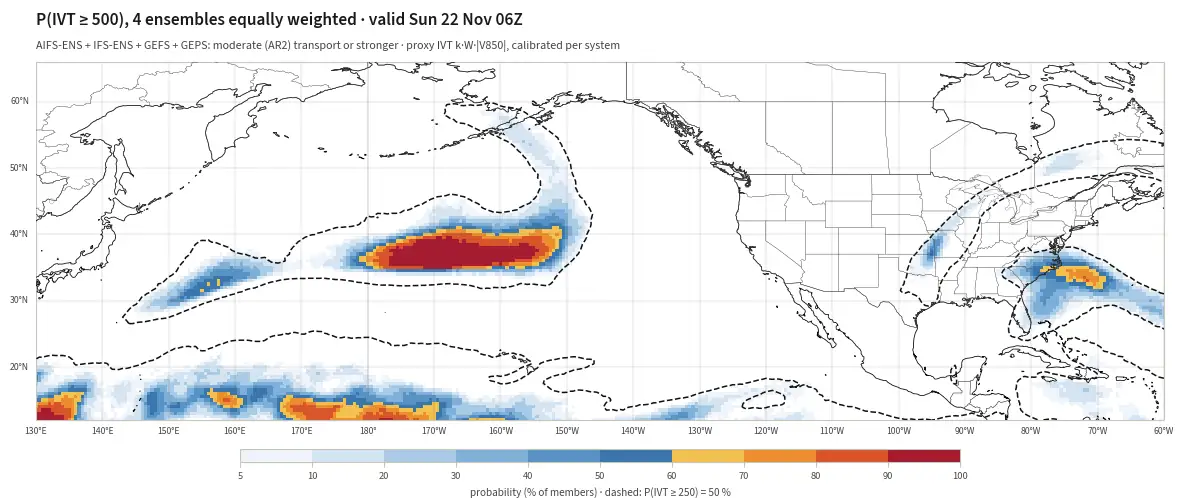 P(IVT ≥ 500), 4 ensembles equally weighted · valid Sun 22 Nov 06Z
AIFS-ENS + IFS-ENS + GEFS + GEPS: moderate (AR2) transport or stronger · proxy IVT k·W·|V850|, calibrated per system
60°N
50°N
40°N
30°N
20°N
130°E 140°E 150°E 160°E 170°E 180° 170°W 160°W 150°W 140°W 130°W 120°W 110°W 100°W 90°W 80°W 70°W 60°W
5 10 20 30 40 50 60 70 80 90 100
probability (% of members) · dashed: P(IVT ≥ 250) = 50 %